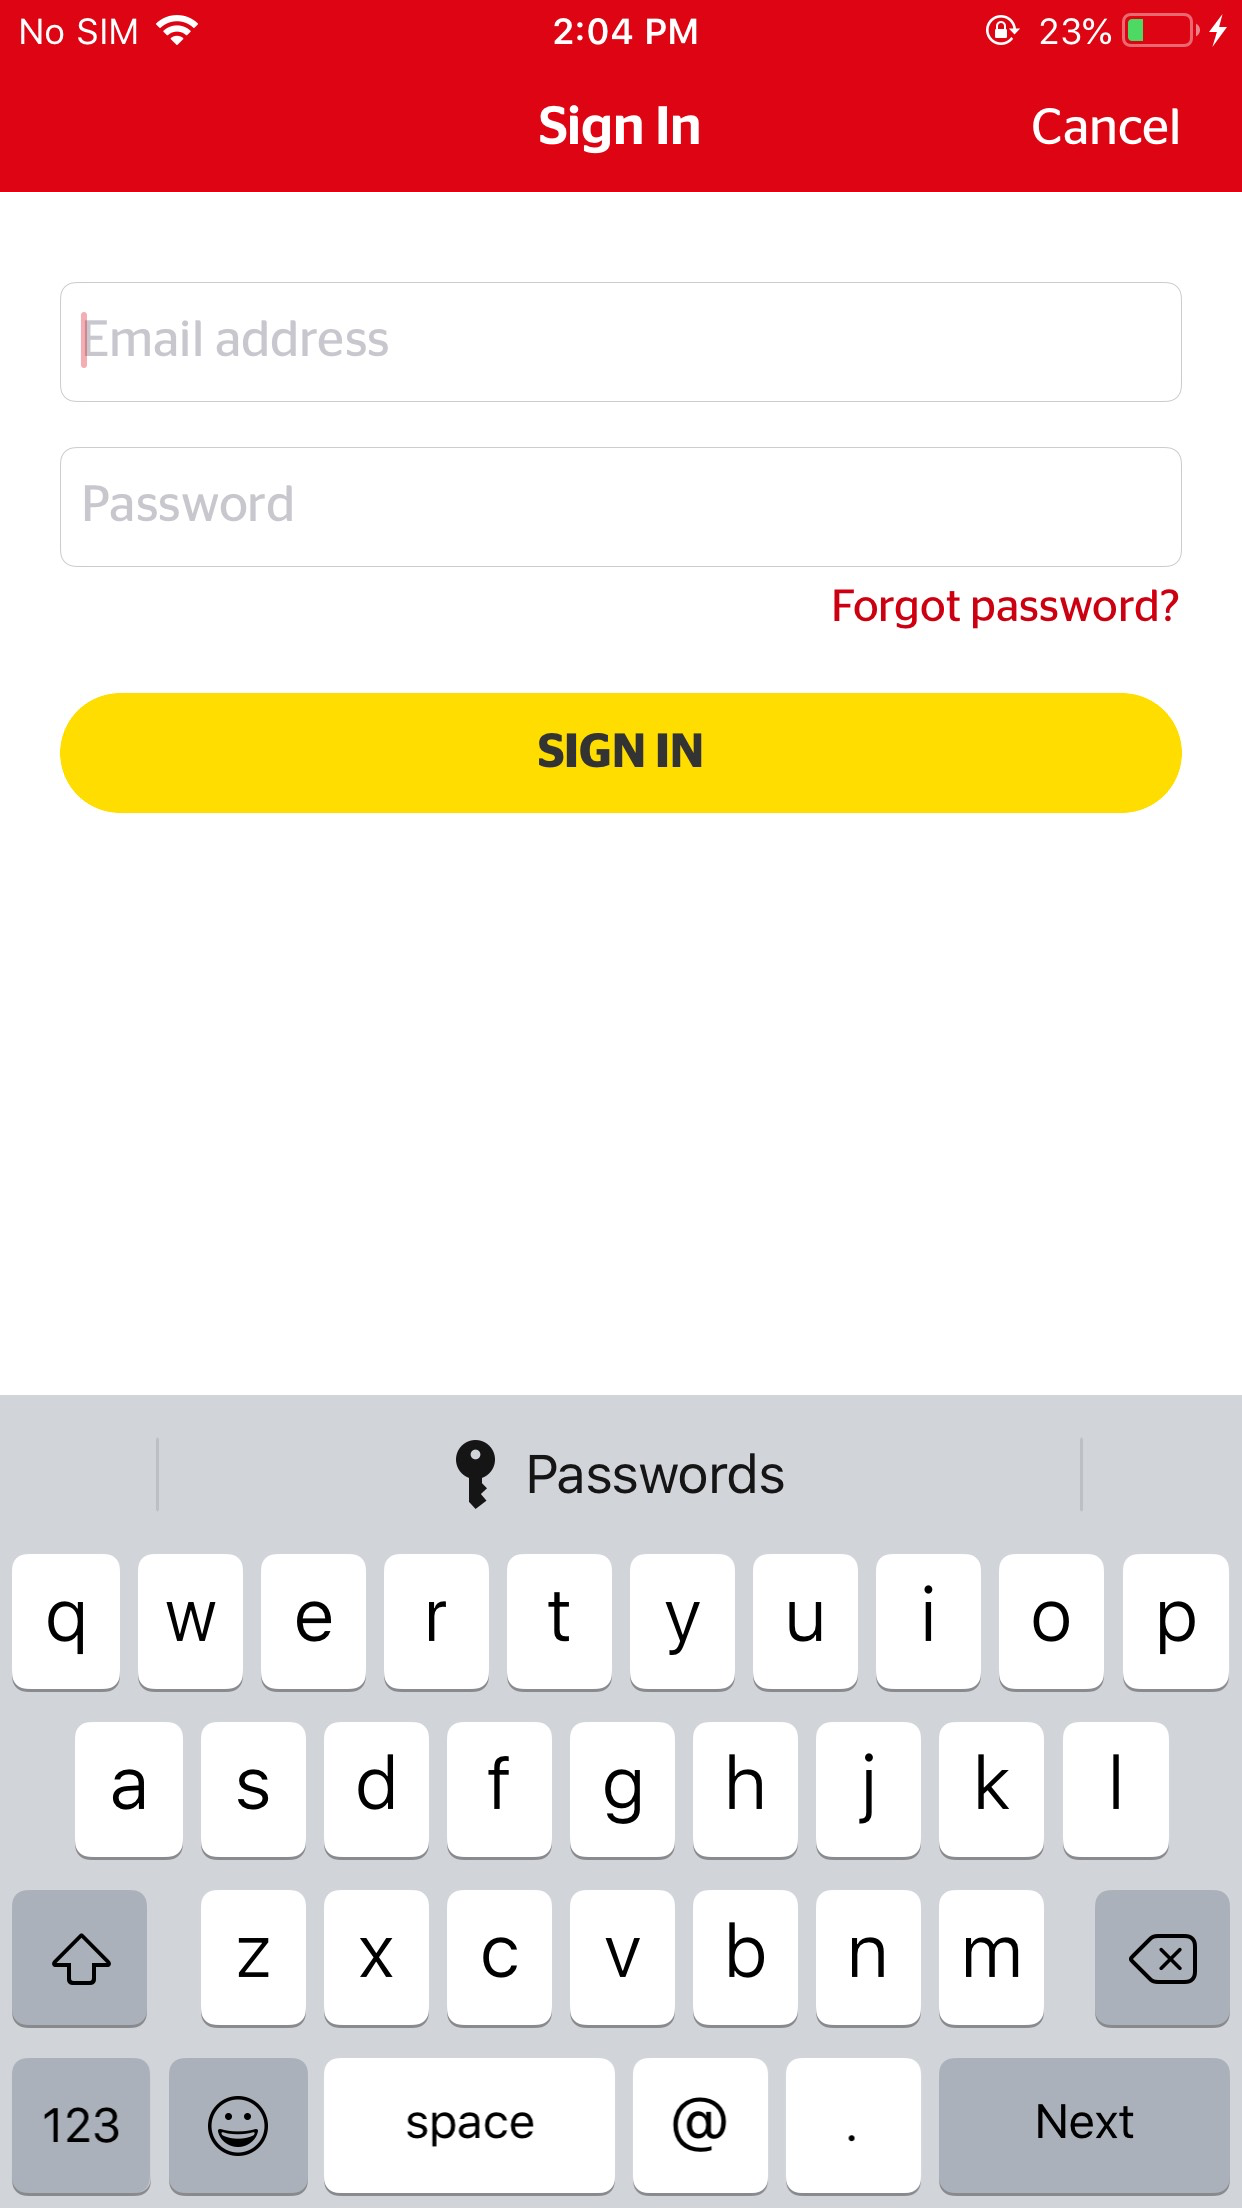 No SIM 2:04 PM 23%
Sign In Cancel
Email address
Password
Forgot password?
SIGN IN
Passwords
q w e r t y u i o p
a s d f g h j k l
z x c v b n m
123 space @ . Next